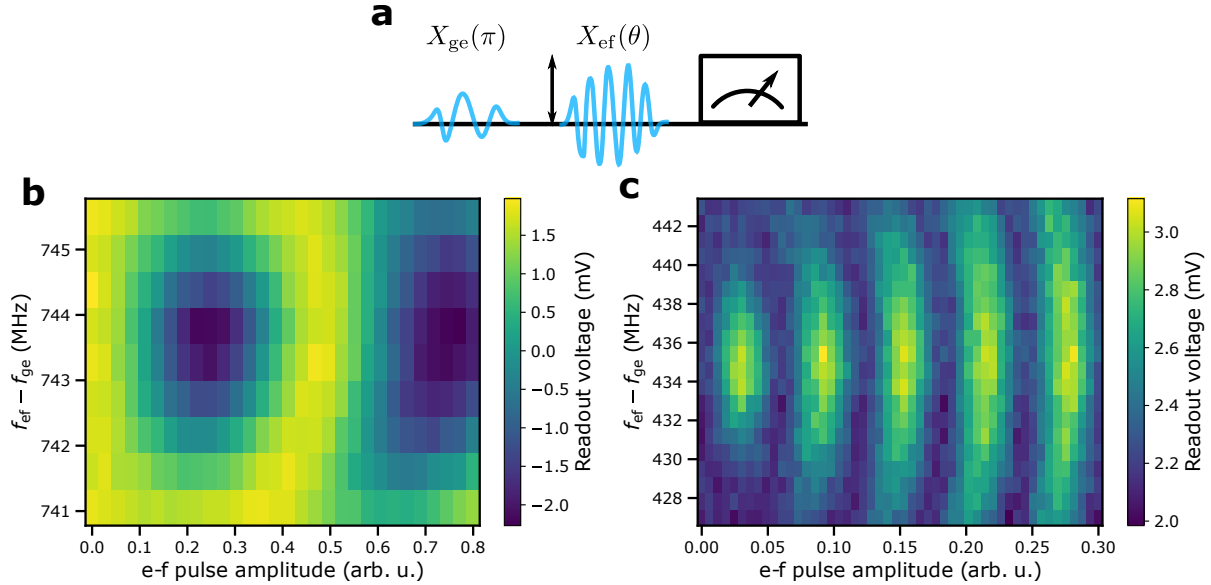 a
X_ge(π)
X_ef(θ)
b
f_ef − f_ge (MHz)
745
744
743
742
741
0.0 0.1 0.2 0.3 0.4 0.5 0.6 0.7 0.8
e-f pulse amplitude (arb. u.)
1.5
1.0
0.5
0.0
−0.5
−1.0
−1.5
−2.0
Readout voltage (mV)
c
f_ef − f_ge (MHz)
442
440
438
436
434
432
430
428
0.00 0.05 0.10 0.15 0.20 0.25 0.30
e-f pulse amplitude (arb. u.)
3.0
2.8
2.6
2.4
2.2
2.0
Readout voltage (mV)